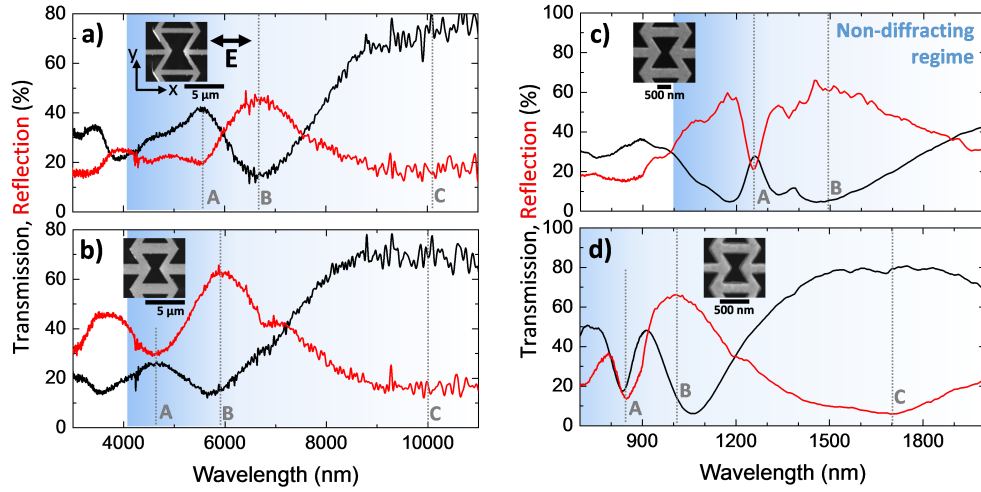 a)
y
x
E
5 μm
A
B
C
80
60
40
20
0
b)
5 μm
A
B
C
80
60
40
20
0
4000 6000 8000 10000
Wavelength (nm)
Transmission, Reflection (%)
c)
Non-diffracting
regime
500 nm
A
B
100
80
60
40
20
0
d)
500 nm
A
B
C
100
80
60
40
20
0
900 1200 1500 1800
Wavelength (nm)
Transmission, Reflection (%)